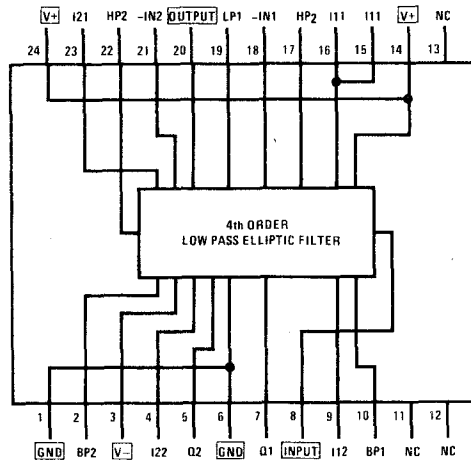 V+ I21 HP2 -IN2 OUTPUT LP1 -IN1 HP2 I11 I11 V+ NC
24 23 22 21 20 19 18 17 16 15 14 13
4th ORDER
LOW PASS ELLIPTIC FILTER
1 2 3 4 5 6 7 8 9 10 11 12
GND BP2 V- I22 Q2 GND Q1 INPUT I12 BP1 NC NC